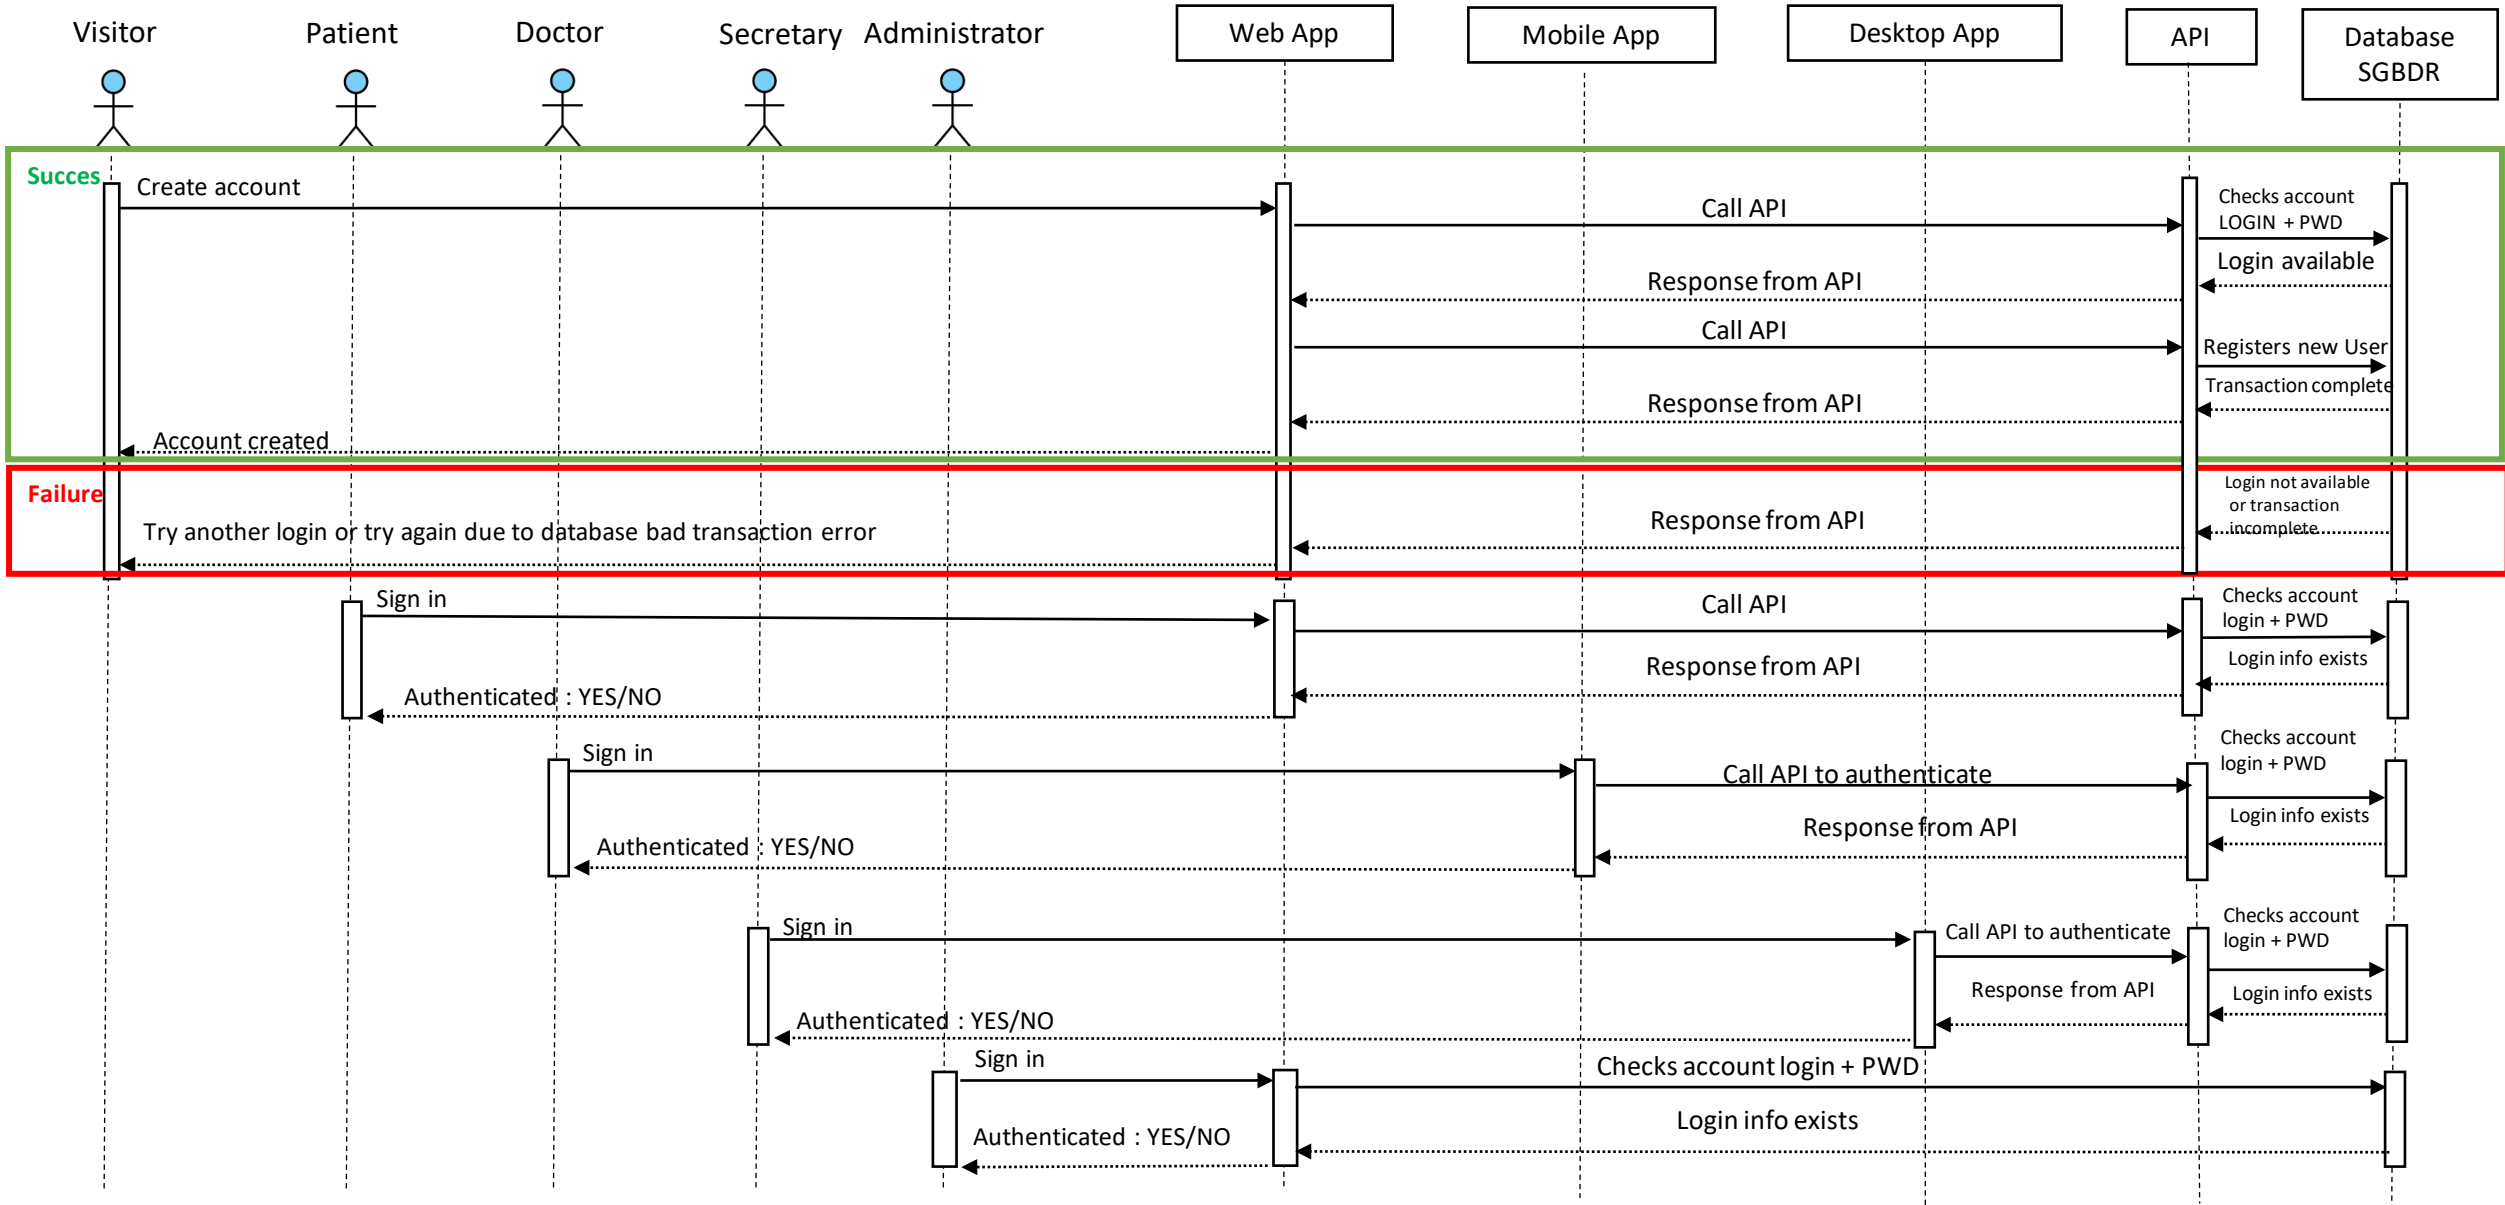 Visitor
Patient
Doctor
Secretary
Administrator
Web App
Mobile App
Desktop App
API
Database
SGBDR
Succes
Create account
Call API
Checks account
LOGIN + PWD
Login available
Response from API
Call API
Registers new User
Transaction complete
Response from API
Account created
Failure
Login not available
or transaction
incomplete
Response from API
Try another login or try again due to database bad transaction error
Sign in
Call API
Checks account
login + PWD
Login info exists
Response from API
Authenticated : YES/NO
Sign in
Call API to authenticate
Checks account
login + PWD
Login info exists
Response from API
Authenticated : YES/NO
Sign in
Call API to authenticate
Checks account
login + PWD
Login info exists
Response from API
Authenticated : YES/NO
Sign in
Checks account login + PWD
Login info exists
Authenticated : YES/NO